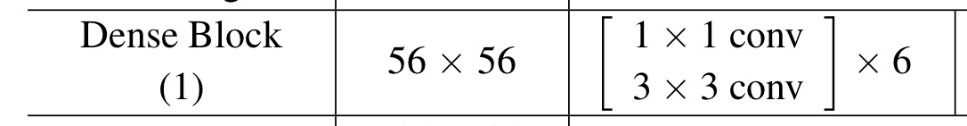 Dense Block
(1)
56 × 56
[ 1 × 1 conv
3 × 3 conv ] × 6